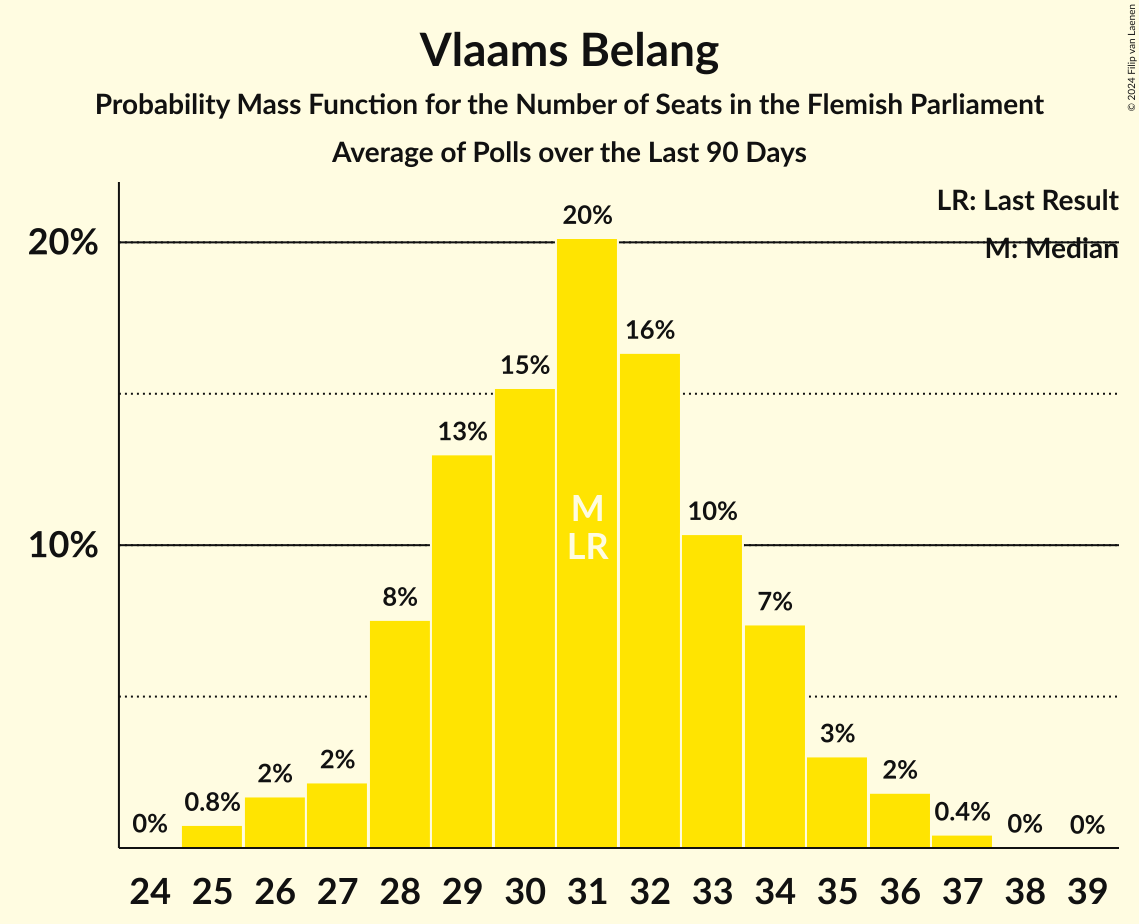 Vlaams Belang
Probability Mass Function for the Number of Seats in the Flemish Parliament
Average of Polls over the Last 90 Days
© 2024 Filip van Laenen
LR: Last Result
M: Median
20%
10%
0%
0.8%
2%
2%
8%
13%
15%
20%
16%
10%
7%
3%
2%
0.4%
0%
0%
M
LR
24 25 26 27 28 29 30 31 32 33 34 35 36 37 38 39